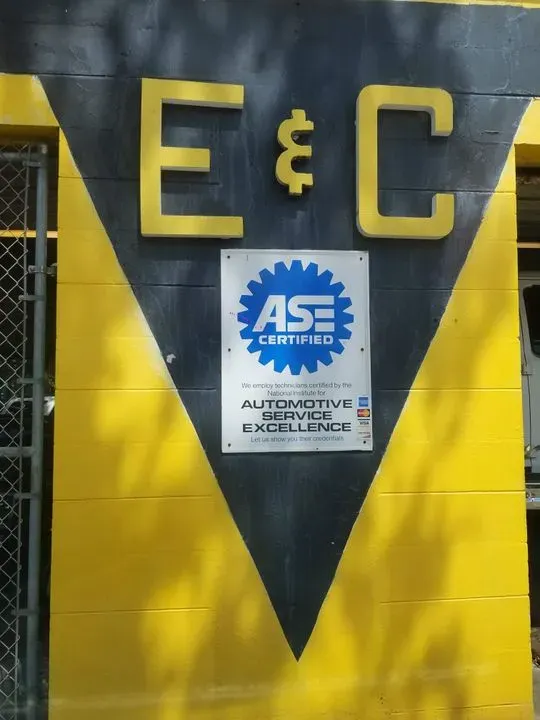 E & C
ASE
CERTIFIED
We employ technicians certified by the
National Institute for
AUTOMOTIVE
SERVICE
EXCELLENCE
Let us show you their credentials
VISA